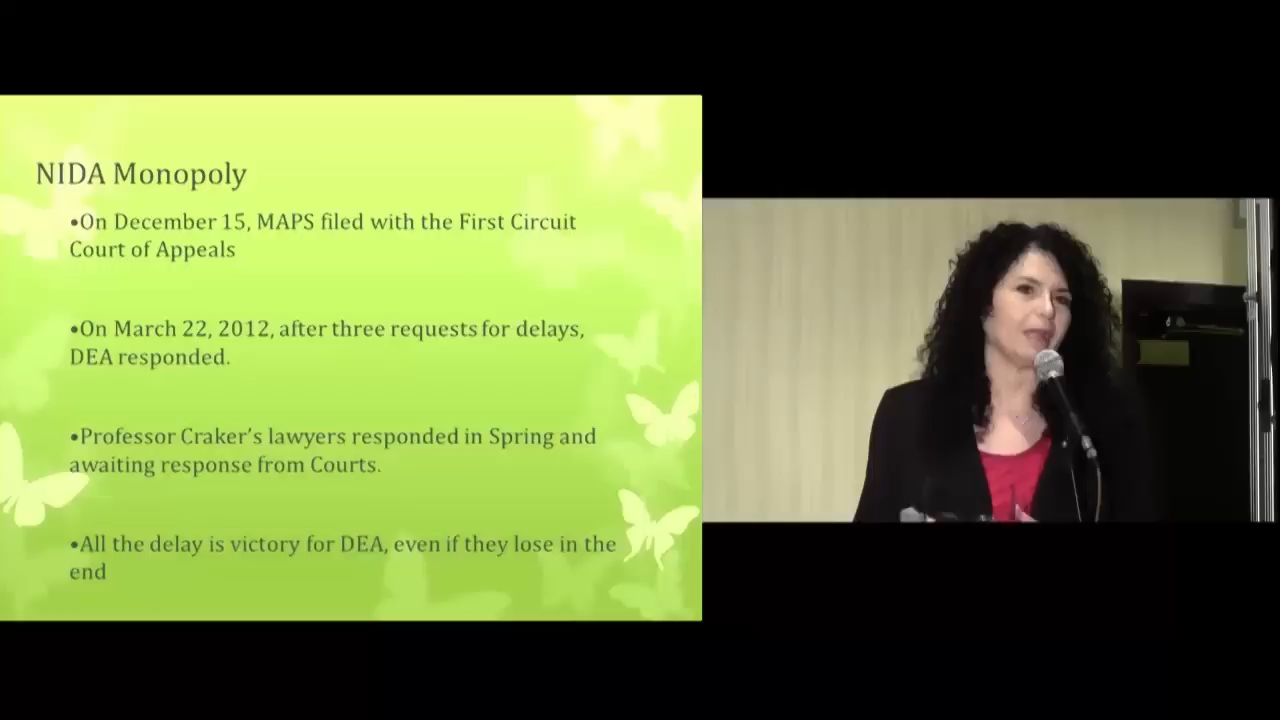 NIDA Monopoly
•On December 15, MAPS filed with the First Circuit
Court of Appeals
•On March 22, 2012, after three requests for delays,
DEA responded.
•Professor Craker’s lawyers responded in Spring and
awaiting response from Courts.
•All the delay is victory for DEA, even if they lose in the
end